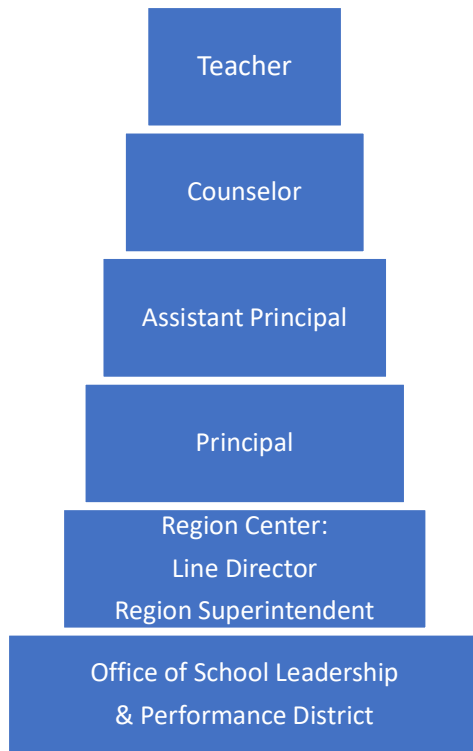 Teacher
Counselor
Assistant Principal
Principal
Region Center:
Line Director
Region Superintendent
Office of School Leadership
& Performance District